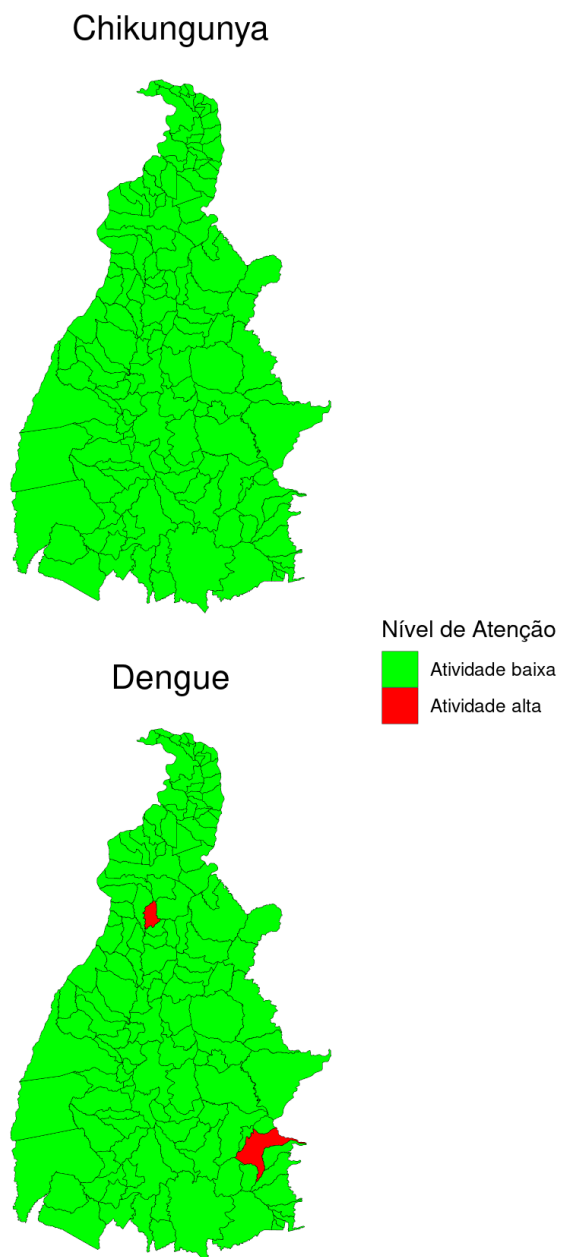 Chikungunya
Nível de Atenção
Atividade baixa
Atividade alta
Dengue